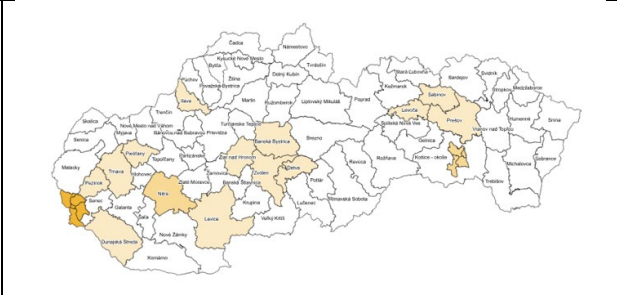 Čadca
Námestovo
Kysucké Nové Mesto
Tvrdošín
Bytča
Žilina
Dolný Kubín
Púchov
Považská Bystrica
Ilava
Martin
Ružomberok
Liptovský Mikuláš
Poprad
Kežmarok
Stará Ľubovňa
Bardejov
Svidník
Stropkov
Medzilaborce
Sabinov
Levoča
Prešov
Humenné
Snina
Vranov nad Topľou
Spišská Nová Ves
Gelnica
Košice - okolie
Michalovce
Sobrance
Trebišov
Rožňava
Revúca
Brezno
Banská Bystrica
Turčianske Teplice
Trenčín
Nové Mesto nad Váhom
Bánovce nad Bebravou
Prievidza
Skalica
Senica
Myjava
Malacky
Piešťany
Topoľčany
Partizánske
Žiar nad Hronom
Zvolen
Detva
Poltár
Lučenec
Rimavská Sobota
Trnava
Hlohovec
Pezinok
Nitra
Zlaté Moravce
Žarnovica
Banská Štiavnica
Krupina
Veľký Krtíš
Levice
Senec
Galanta
Šaľa
Nové Zámky
Dunajská Streda
Komárno